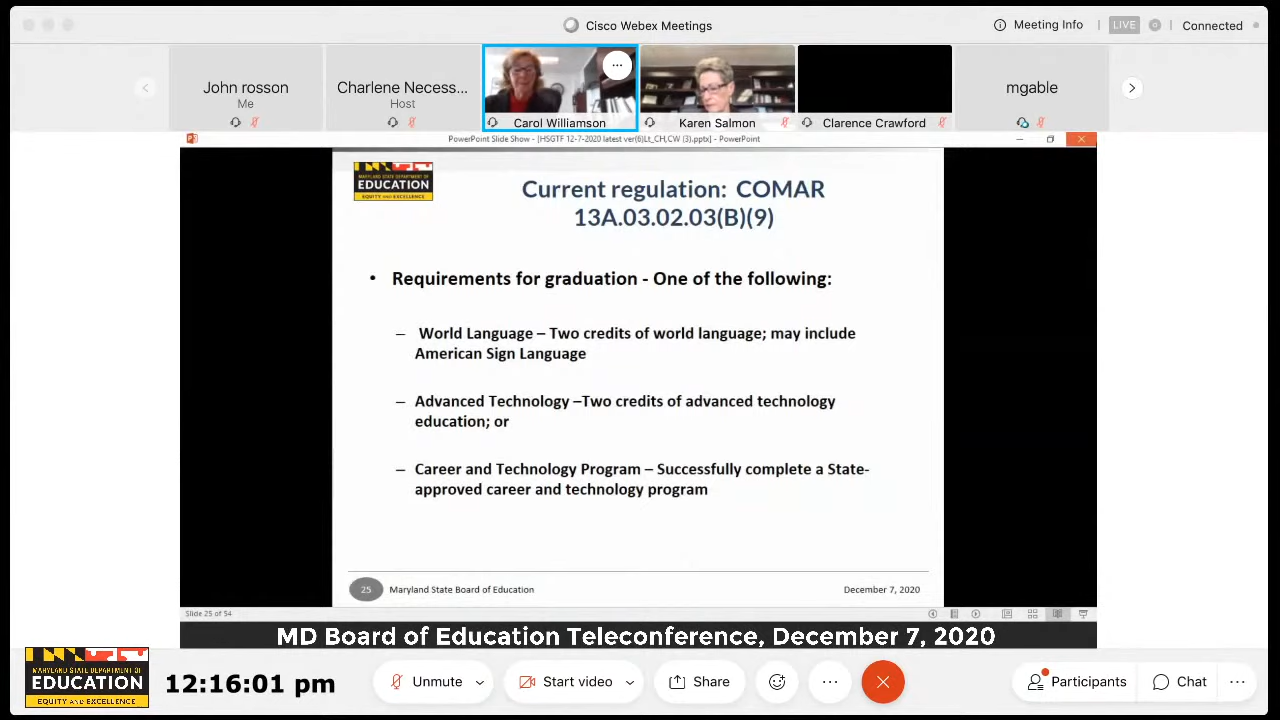 Cisco Webex Meetings
Meeting Info
LIVE
Connected
John rosson
Me
Charlene Necess...
Host
Carol Williamson
Karen Salmon
Clarence Crawford
mgable
PowerPoint Slide Show - [HSGTF 12-7-2020 latest ver(6)Lt_CH,CW (3).pptx] - PowerPoint
MARYLAND STATE DEPARTMENT OF
EDUCATION
EQUITY AND EXCELLENCE
Current regulation: COMAR
13A.03.02.03(B)(9)
• Requirements for graduation - One of the following:
– World Language – Two credits of world language; may include
American Sign Language
– Advanced Technology –Two credits of advanced technology
education; or
– Career and Technology Program – Successfully complete a State-
approved career and technology program
25 Maryland State Board of Education
December 7, 2020
Slide 25 of 54
MD Board of Education Teleconference, December 7, 2020
MARYLAND STATE DEPARTMENT OF
EDUCATION
EQUITY AND EXCELLENCE
12:16:01 pm
Unmute
Start video
Share
Participants
Chat